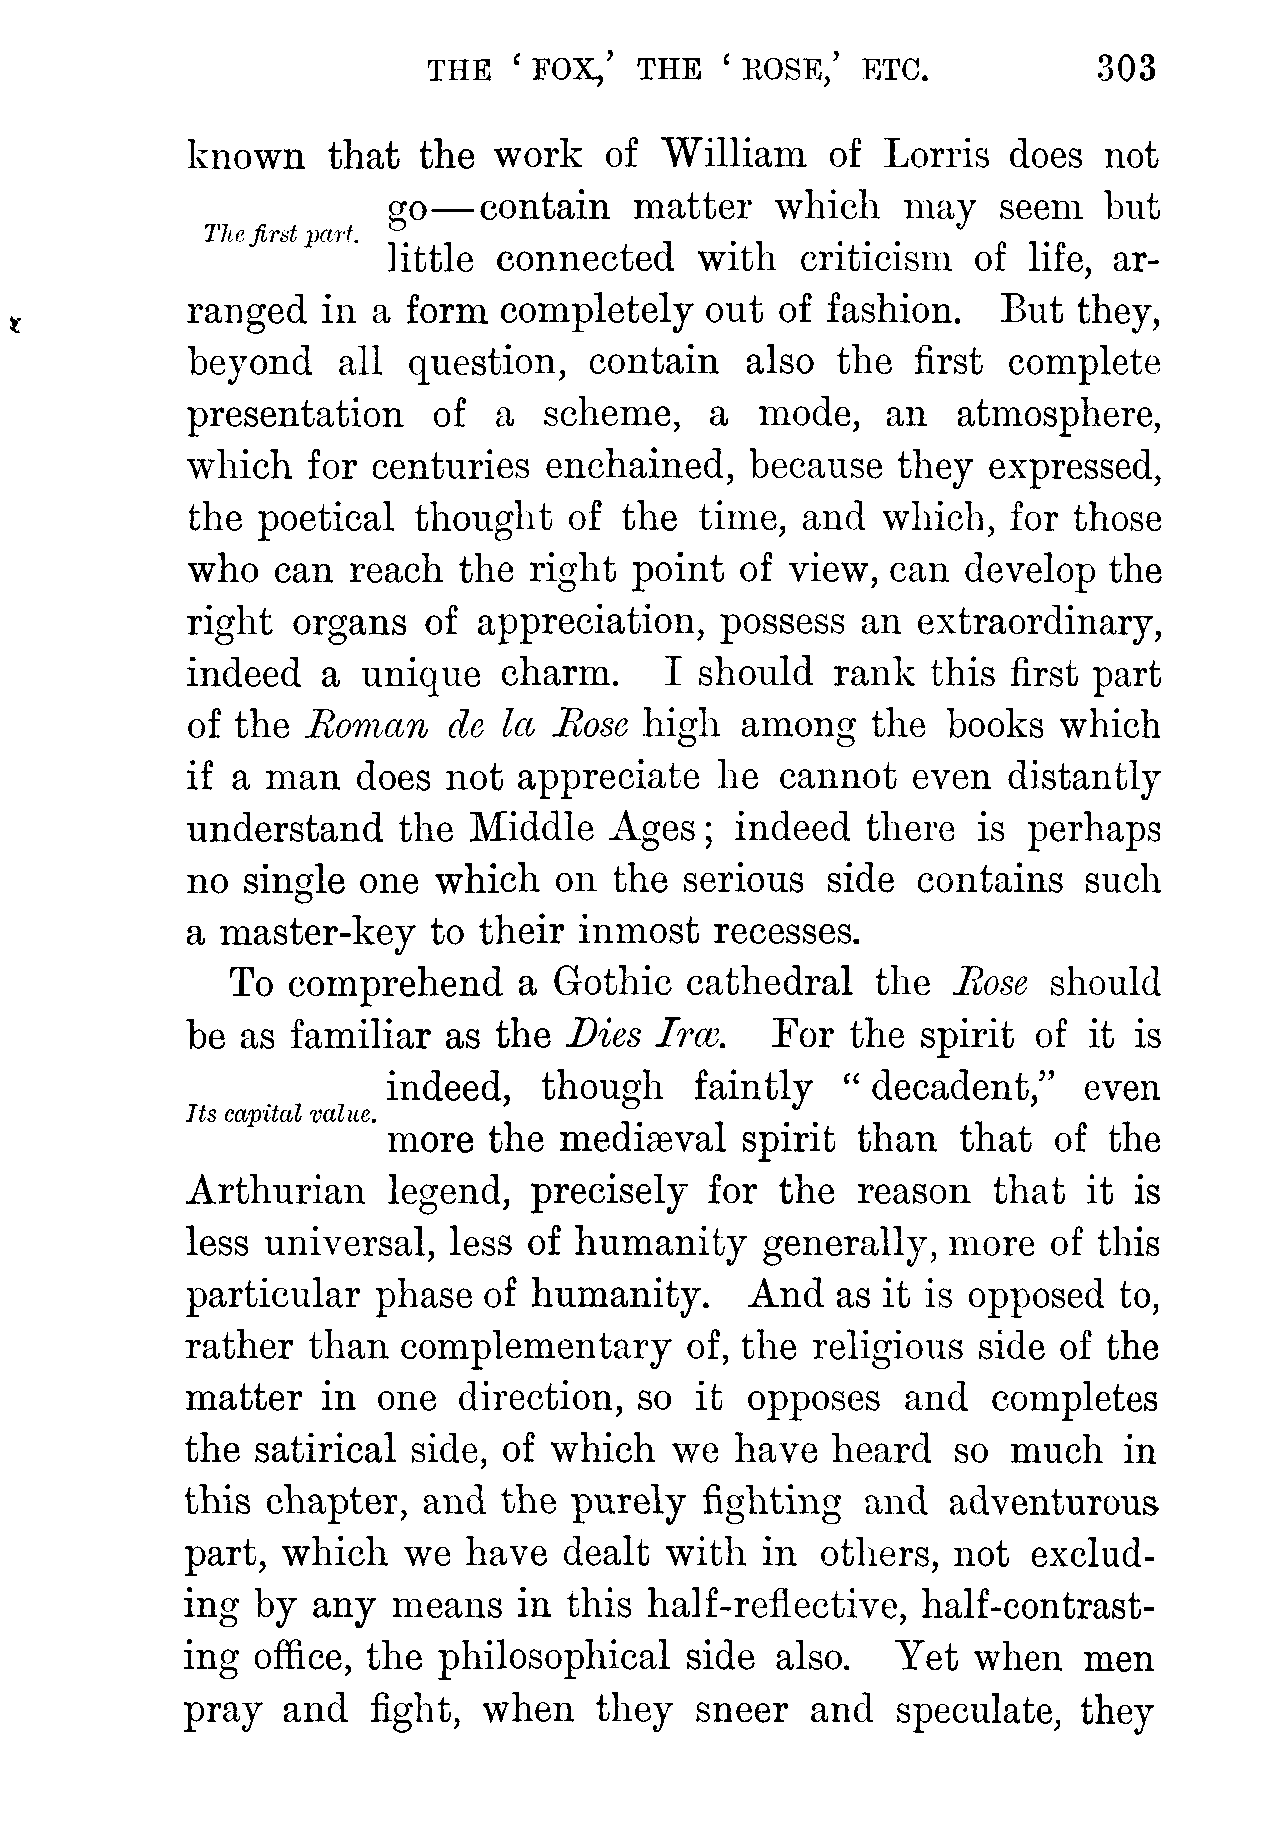 THE ‘ FOX,’ THE ‘ ROSE,’ ETC. 303
known that the work of William of Lorris does not
The first part.
go—contain matter which may seem but
little connected with criticism of life, ar-
ranged in a form completely out of fashion. But they,
beyond all question, contain also the first complete
presentation of a scheme, a mode, an atmosphere,
which for centuries enchained, because they expressed,
the poetical thought of the time, and which, for those
who can reach the right point of view, can develop the
right organs of appreciation, possess an extraordinary,
indeed a unique charm. I should rank this first part
of the Roman de la Rose high among the books which
if a man does not appreciate he cannot even distantly
understand the Middle Ages; indeed there is perhaps
no single one which on the serious side contains such
a master-key to their inmost recesses.
To comprehend a Gothic cathedral the Rose should
be as familiar as the Dies Iræ. For the spirit of it is
Its capital value.
indeed, though faintly “ decadent,” even
more the mediæval spirit than that of the
Arthurian legend, precisely for the reason that it is
less universal, less of humanity generally, more of this
particular phase of humanity. And as it is opposed to,
rather than complementary of, the religious side of the
matter in one direction, so it opposes and completes
the satirical side, of which we have heard so much in
this chapter, and the purely fighting and adventurous
part, which we have dealt with in others, not exclud-
ing by any means in this half-reflective, half-contrast-
ing office, the philosophical side also. Yet when men
pray and fight, when they sneer and speculate, they